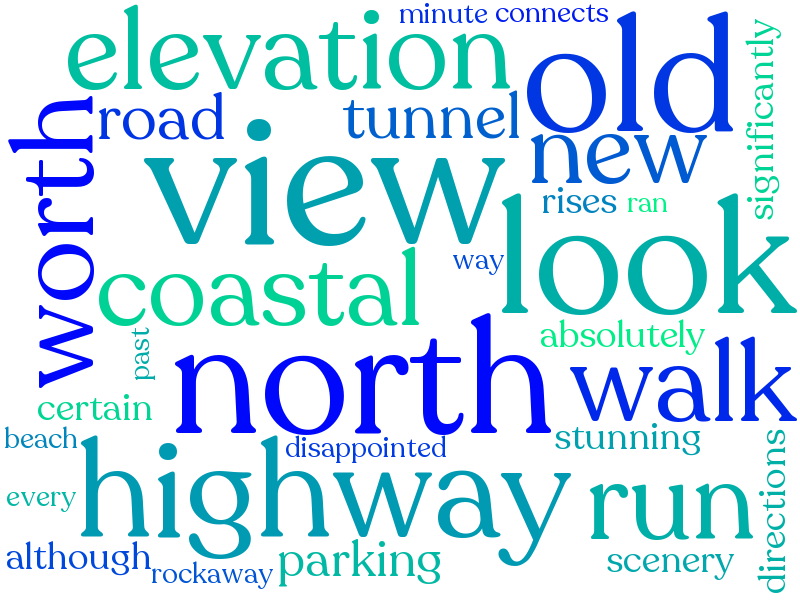 minute connects
elevation
old
significantly
worth
road
tunnel
new
view
rises
ran
look
way
coastal
absolutely
past
north
walk
certain
beach
disappointed
stunning
directions
highway
every
run
although
rockaway
parking
scenery